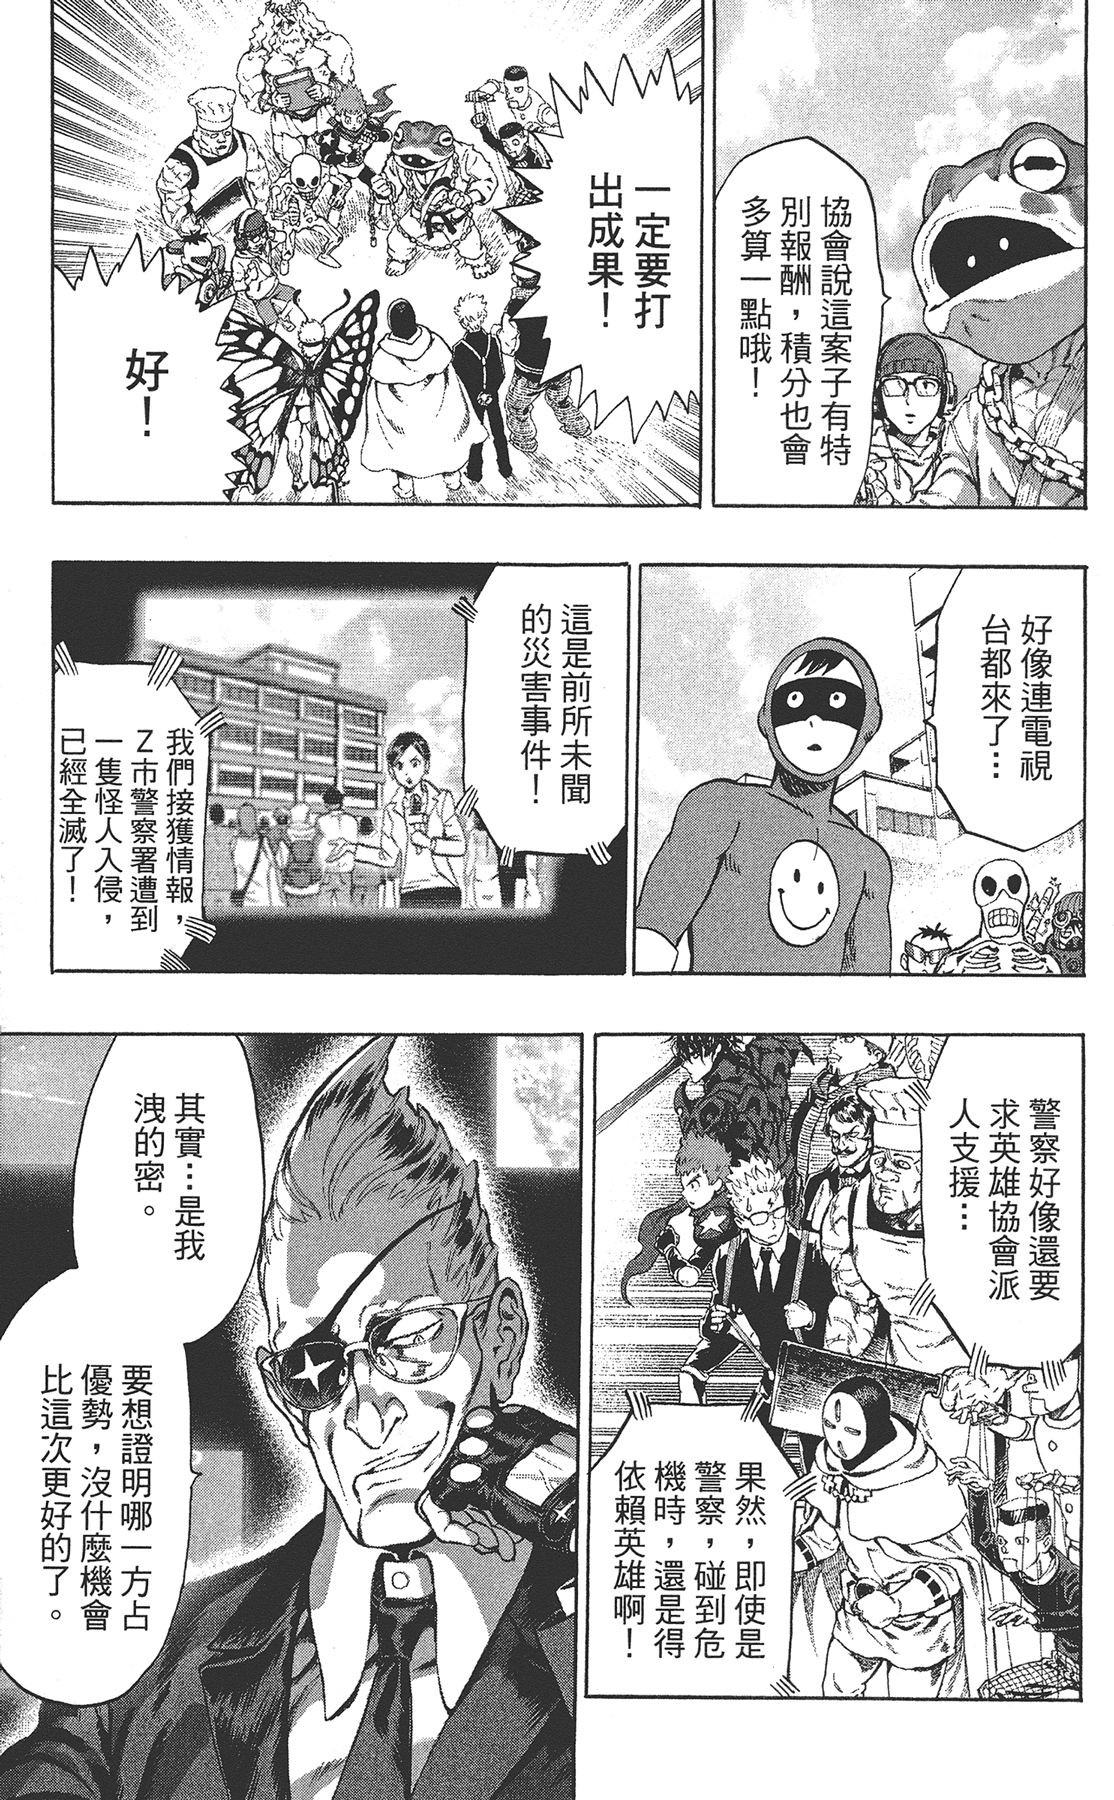 協會說這案子有特
別報酬，積分也會
多算一點哦！
一定要打
出成果！
好！
好像連電視
台都來了…
這是前所未聞
的災害事件！
我們接獲情報，
Z市警察署遭到
一隻怪人入侵，
已經全滅了！
警察好像還要
求英雄協會派
人支援…
果然，即使是
警察，碰到危
機時，還是得
依賴英雄啊！
其實…是我
洩的密。
要想證明哪一方占
優勢，沒什麼機會
比這次更好的了。